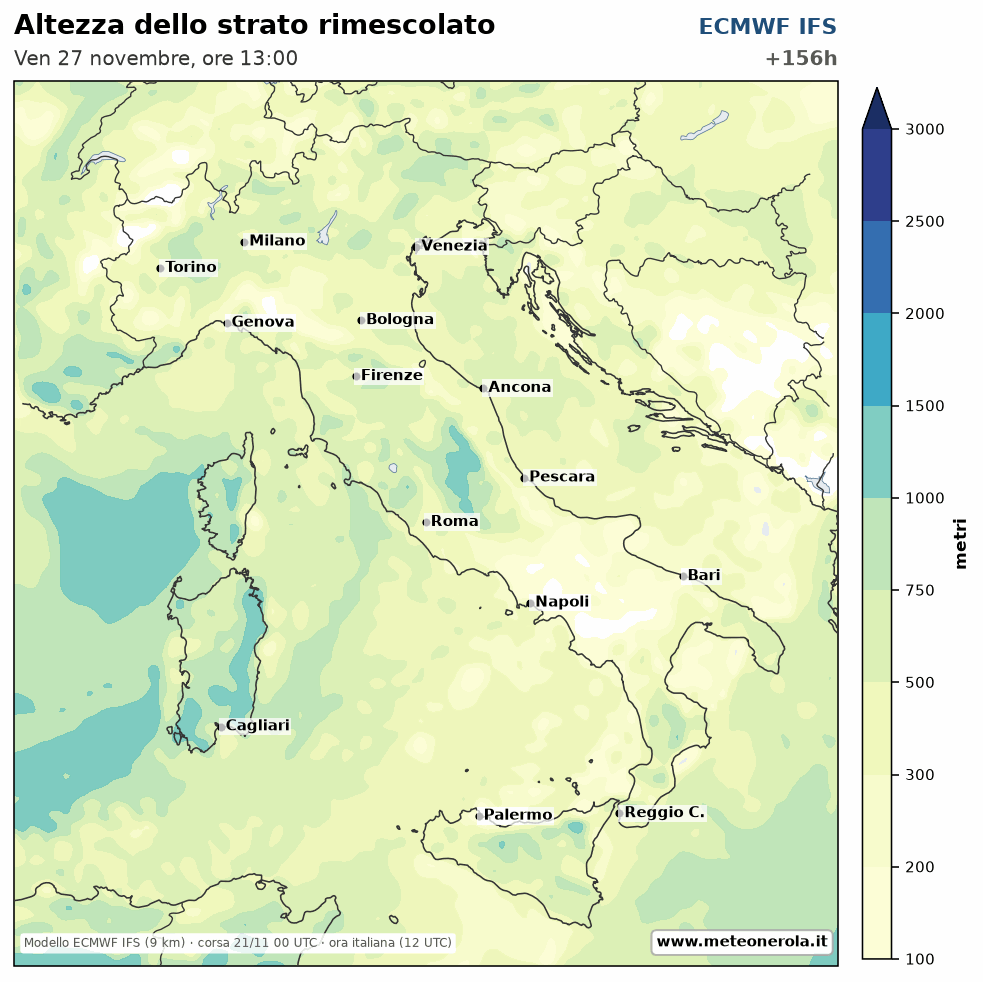 Altezza dello strato rimescolato
ECMWF IFS
Ven 27 novembre, ore 13:00
+156h
Milano
Venezia
Torino
Genova
Bologna
Firenze
Ancona
Pescara
Roma
Bari
Napoli
Cagliari
Palermo
Reggio C.
3000
2500
2000
1500
1000
750
500
300
200
100
metri
Modello ECMWF IFS (9 km) · corsa 21/11 00 UTC · ora italiana (12 UTC)
www.meteonerola.it